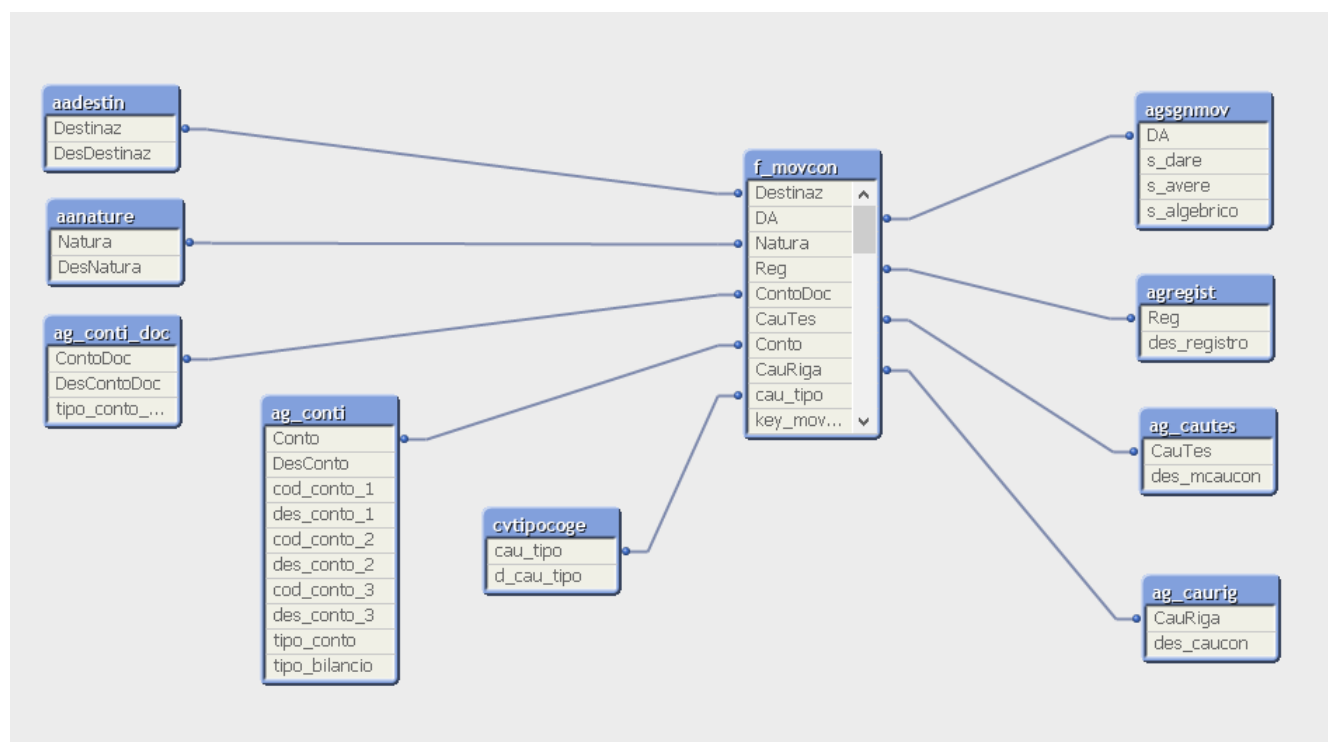 aadestin
Destinaz
DesDestinaz
aanature
Natura
DesNatura
ag_conti_doc
ContoDoc
DesContoDoc
tipo_conto_...
ag_conti
Conto
DesConto
cod_conto_1
des_conto_1
cod_conto_2
des_conto_2
cod_conto_3
des_conto_3
tipo_conto
tipo_bilancio
cvtipocoge
cau_tipo
d_cau_tipo
f_movcon
Destinaz
DA
Natura
Reg
ContoDoc
CauTes
Conto
CauRiga
cau_tipo
key_mov...
agsgnmov
DA
s_dare
s_avere
s_algebrico
agregist
Reg
des_registro
ag_cautes
CauTes
des_mcaucon
ag_caurig
CauRiga
des_caucon